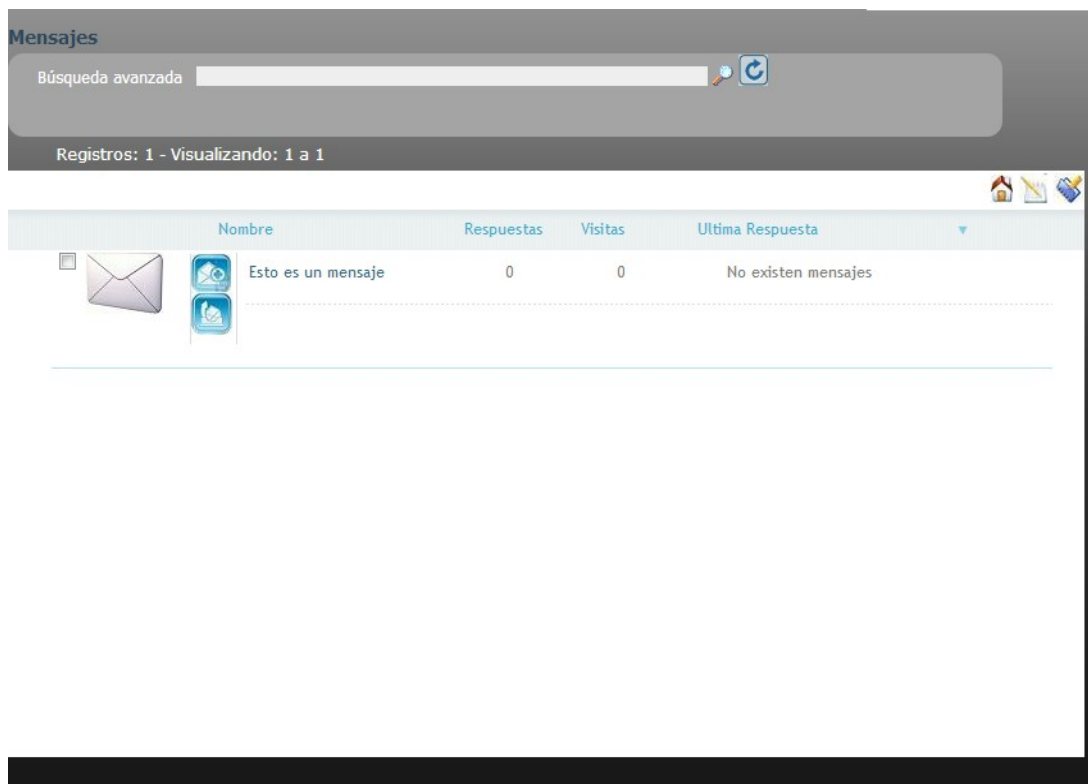 Mensajes
Búsqueda avanzada
Registros: 1 - Visualizando: 1 a 1
Nombre Respuestas Visitas Ultima Respuesta
Esto es un mensaje 0 0 No existen mensajes